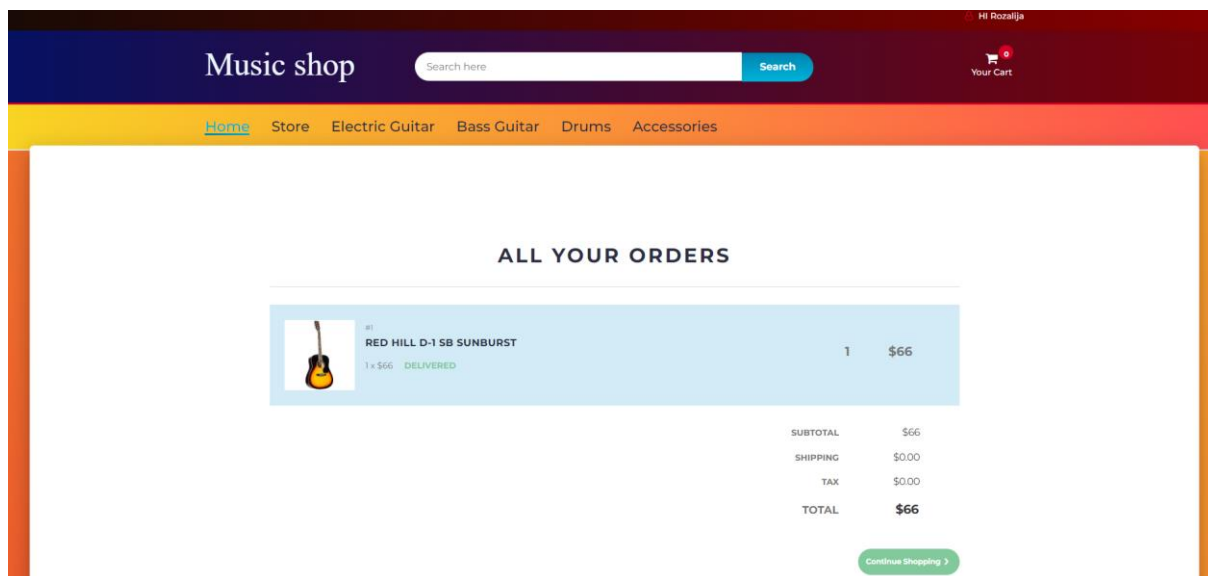 HI Rozalija
Music shop
Search here
Search
0
Your Cart
Home Store Electric Guitar Bass Guitar Drums Accessories
ALL YOUR ORDERS
#1
RED HILL D-1 SB SUNBURST
1 x $66 DELIVERED
1 $66
SUBTOTAL $66
SHIPPING $0.00
TAX $0.00
TOTAL $66
Continue Shopping